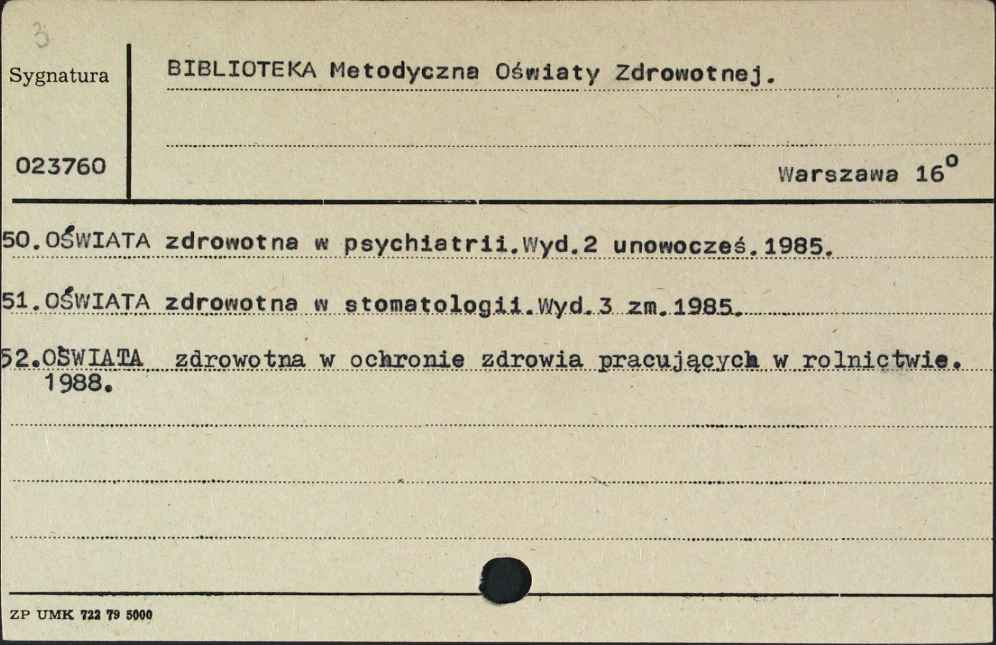 3
Sygnatura
BIBLIOTEKA Metodyczna Oświaty Zdrowotnej.
023760
Warszawa 16°
50.OŚWIATA zdrowotna w psychiatrii.Wyd.2 unowocześ.1985.
51.OŚWIATA zdrowotna w stomatologii.Wyd.3 zm.1985.
52.OŚWIATA zdrowotna w ochronie zdrowia pracujących w rolnictwie.
1988.
ZP UMK 722 79 5000